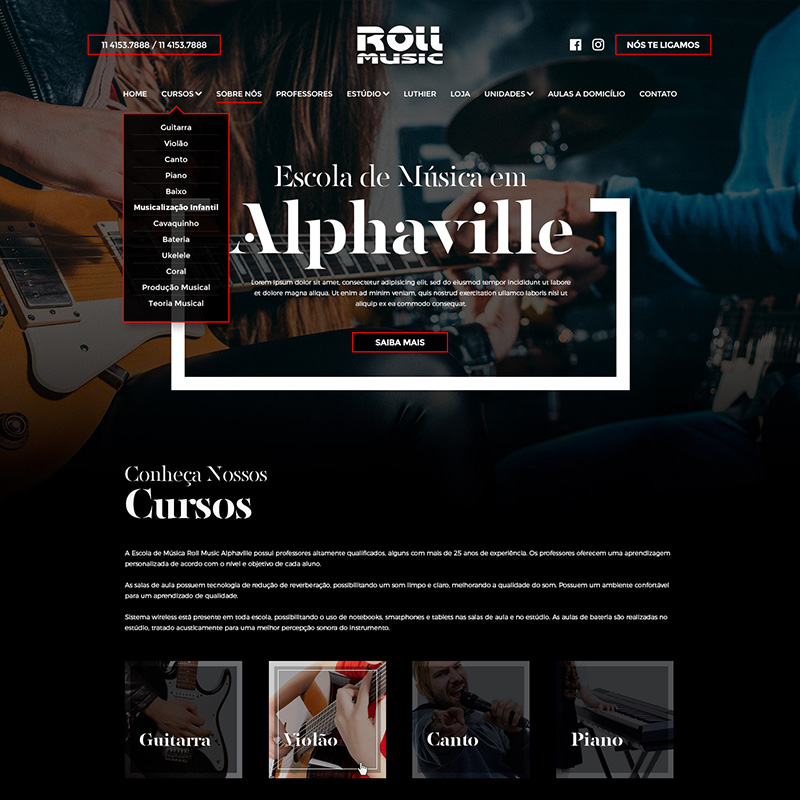 11 4153.7888 / 11 4153.7888
ROLL
MUSIC
NÓS TE LIGAMOS
HOME CURSOS SOBRE NÓS PROFESSORES ESTÚDIO LUTHIER LOJA UNIDADES AULAS A DOMICÍLIO CONTATO
Guitarra
Violão
Canto
Piano
Baixo
Musicalização Infantil
Cavaquinho
Bateria
Ukelele
Coral
Produção Musical
Teoria Musical
Escola de Música em
Alphaville
Lorem ipsum dolor sit amet, consectetur adipisicing elit, sed do eiusmod tempor incididunt ut labore
et dolore magna aliqua. Ut enim ad minim veniam, quis nostrud exercitation ullamco laboris nisi ut
aliquip ex ea commodo consequat.
SAIBA MAIS
Conheça Nossos
Cursos
A Escola de Música Roll Music Alphaville possui professores altamente qualificados, alguns com mais de 25 anos de experiência. Os professores oferecem uma aprendizagem
personalizada de acordo com o nível e objetivo de cada aluno.
As salas de aula possuem tecnologia de redução de reverberação, possibilitando um som limpo e claro, melhorando a qualidade do som. Possuem um ambiente confortável
para um aprendizado de qualidade.
Sistema wireless está presente em toda escola, possibilitando o uso de notebooks, smatphones e tablets nas salas de aula e no estúdio. As aulas de bateria são realizadas no
estúdio, tratado acusticamente para uma melhor percepção sonora do instrumento.
Guitarra
Violão
Canto
Piano